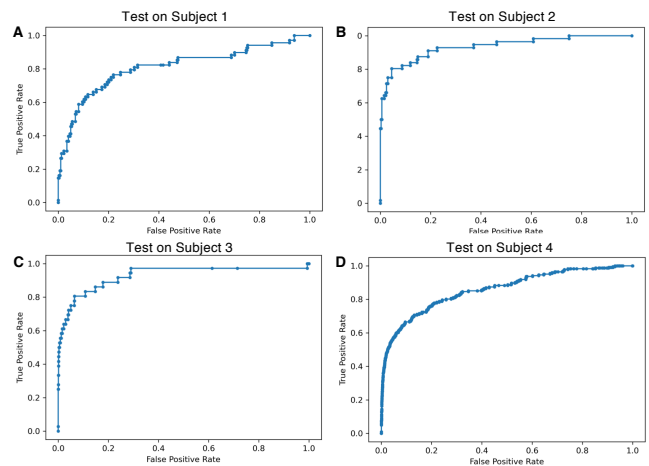 A
Test on Subject 1
True Positive Rate
1.0
0.8
0.6
0.4
0.2
0.0
0.0 0.2 0.4 0.6 0.8 1.0
False Positive Rate
B
Test on Subject 2
0
8
6
4
2
0
0.0 0.2 0.4 0.6 0.8 1.0
False Positive Rate
C
Test on Subject 3
True Positive Rate
1.0
0.8
0.6
0.4
0.2
0.0
0.0 0.2 0.4 0.6 0.8 1.0
False Positive Rate
D
Test on Subject 4
True Positive Rate
1.0
0.8
0.6
0.4
0.2
0.0
0.0 0.2 0.4 0.6 0.8 1.0
False Positive Rate